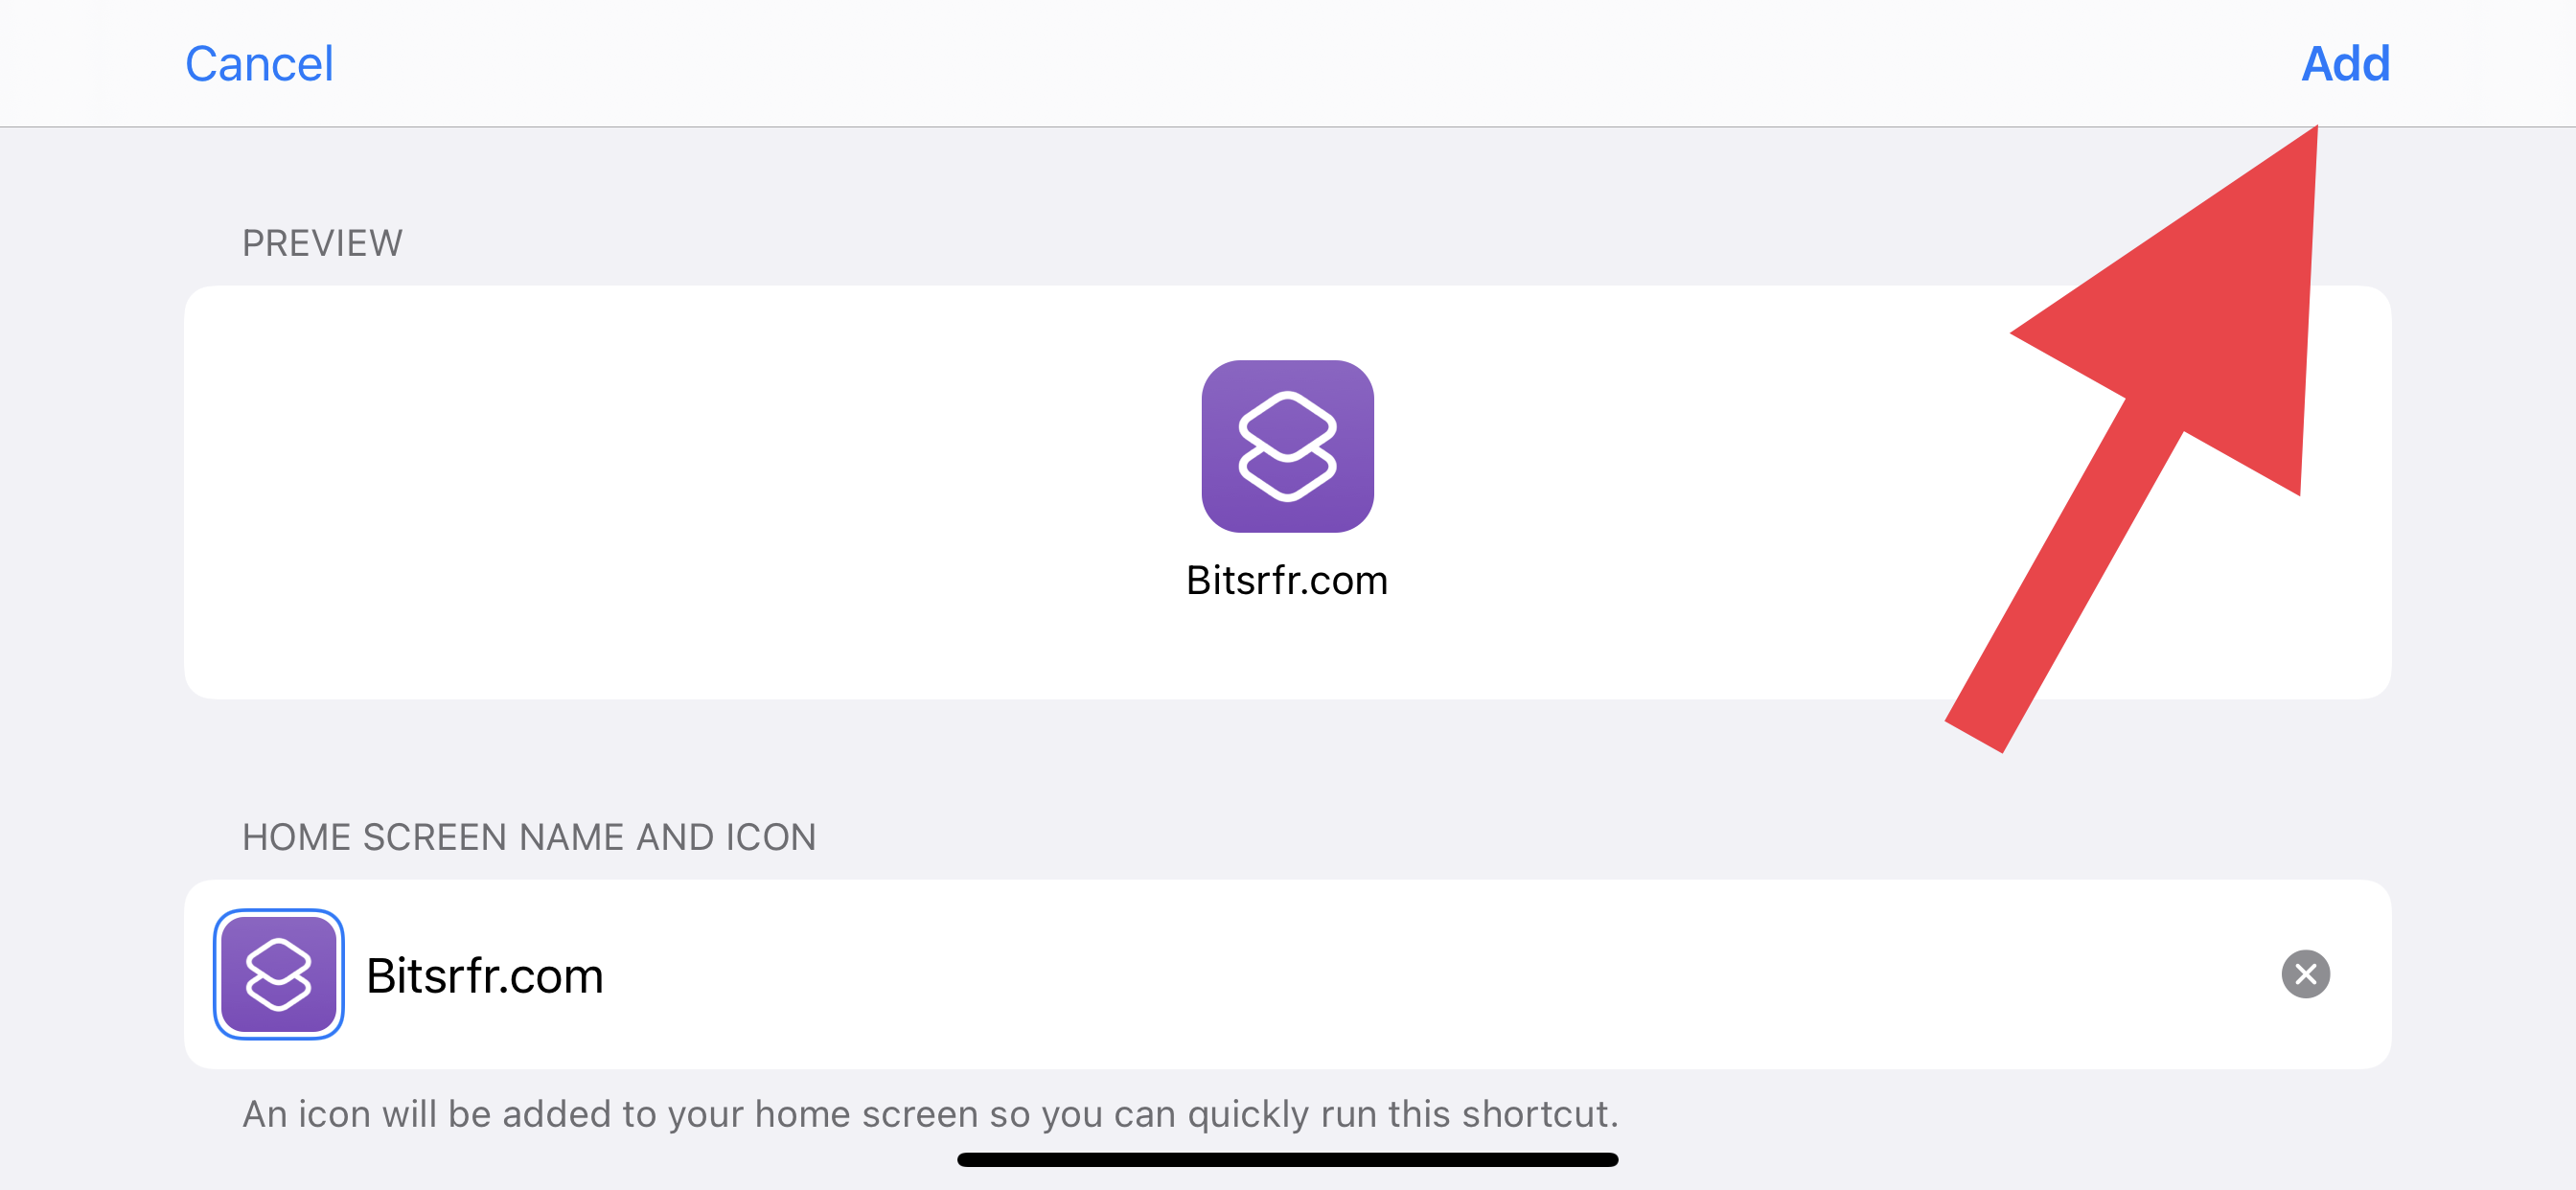 Cancel
Add
PREVIEW
Bitsrfr.com
HOME SCREEN NAME AND ICON
Bitsrfr.com
An icon will be added to your home screen so you can quickly run this shortcut.